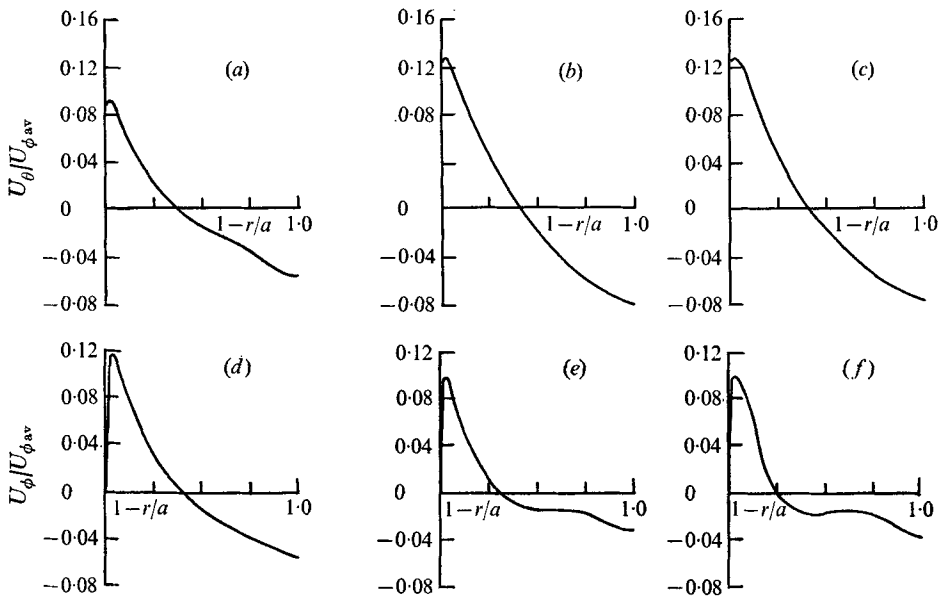 0·16 0·16 0·16
0·12 (a) 0·12 (b) 0·12 (c)
0·08 ·0·08 0·08
0·04 0·04 0·04
0 0 0
1−r/a 1·0 1−r/a 1·0 1−r/a 1·0
−0·04 −0·04 −0·04
−0·08 −0·08 −0·08
U_θ/U_ϕ av
0·12 (d) 0·12 (e) 0·12 (f)
0·08 0·08 0·08
0·04 0·04 0·04
0 0 0
1−r/a 1·0 1−r/a 1·0 1−r/a 1·0
−0·04 −0·04 −0·04
−0·08 −0·08 −0·08
U_ϕ/U_ϕ av